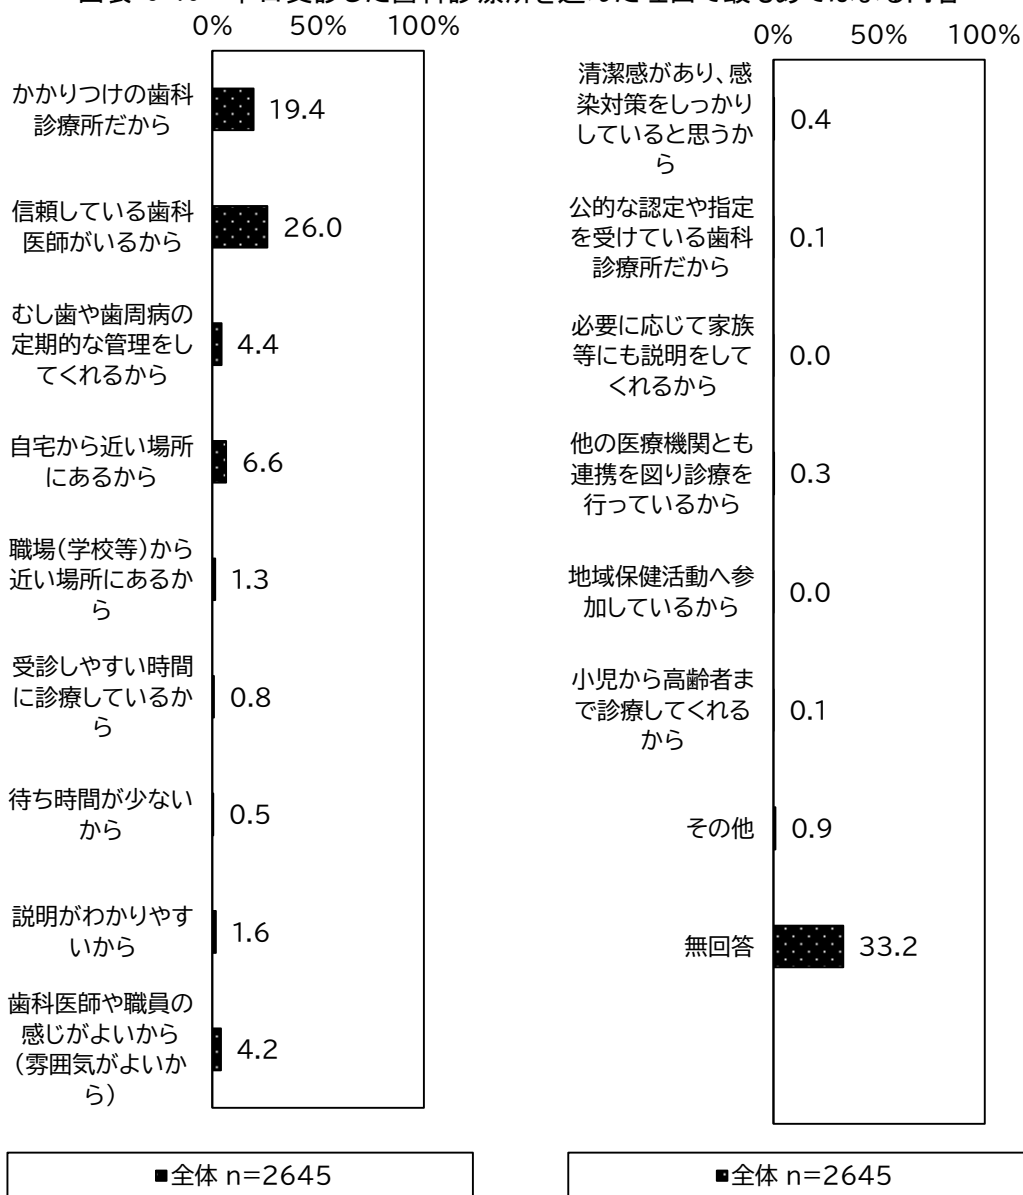 0% 50% 100%
かかりつけの歯科
診療所だから
19.4
信頼している歯科
医師がいるから
26.0
むし歯や歯周病の
定期的な管理をし
てくれるから
4.4
自宅から近い場所
にあるから
6.6
職場(学校等)から
近い場所にあるか
ら
1.3
受診しやすい時間
に診療しているか
ら
0.8
待ち時間が少ない
から
0.5
説明がわかりやす
いから
1.6
歯科医師や職員の
感じがよいから
(雰囲気がよいか
ら)
4.2
■全体 n=2645
0% 50% 100%
清潔感があり、感
染対策をしっかり
していると思うか
ら
0.4
公的な認定や指定
を受けている歯科
診療所だから
0.1
必要に応じて家族
等にも説明をして
くれるから
0.0
他の医療機関とも
連携を図り診療を
行っているから
0.3
地域保健活動へ参
加しているから
0.0
小児から高齢者ま
で診療してくれる
から
0.1
その他
0.9
無回答
33.2
■全体 n=2645